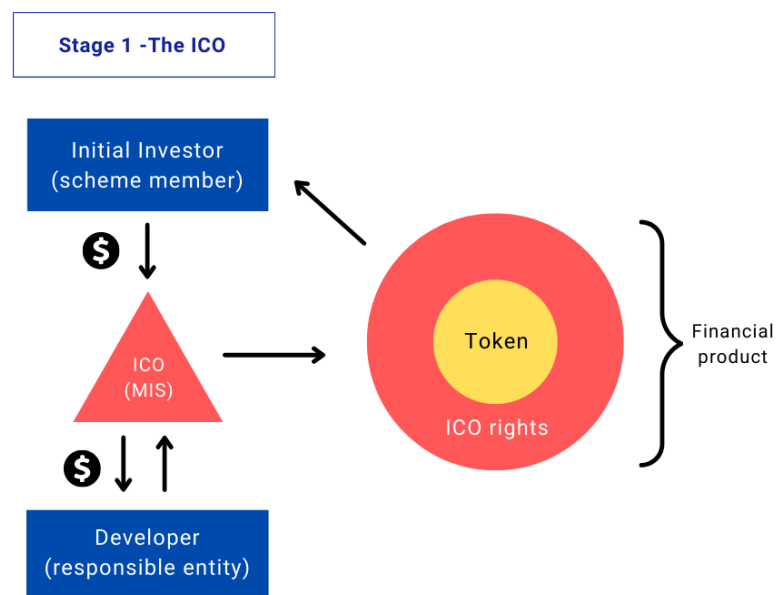 Stage 1 -The ICO
Initial Investor
(scheme member)
$
ICO
(MIS)
Token
ICO rights
Financial
product
$
Developer
(responsible entity)